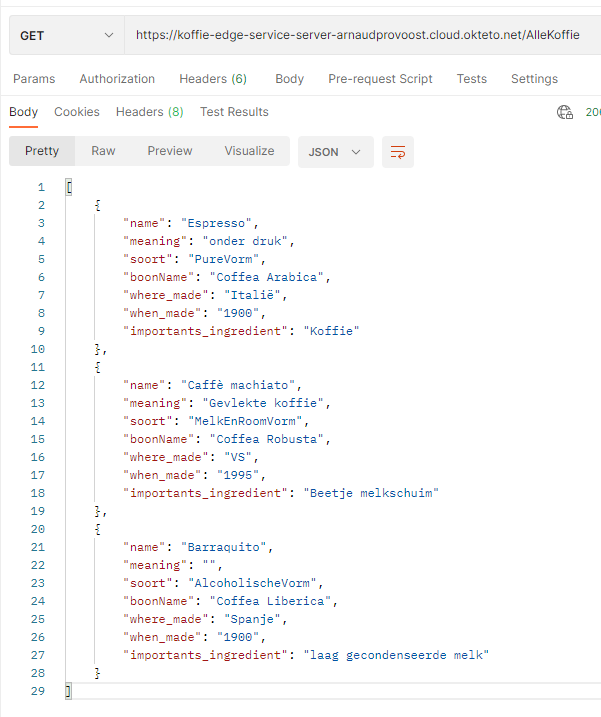 GET https://koffie-edge-service-server-arnaudprovoost.cloud.okteto.net/AlleKoffie
Params Authorization Headers (6) Body Pre-request Script Tests Settings
Body Cookies Headers (8) Test Results
Pretty Raw Preview Visualize JSON
1 [
2 {
3 "name": "Espresso",
4 "meaning": "onder druk",
5 "soort": "PureVorm",
6 "boonName": "Coffea Arabica",
7 "where_made": "Italië",
8 "when_made": "1900",
9 "importants_ingredient": "Koffie"
10 },
11 {
12 "name": "Caffè machiato",
13 "meaning": "Gevlekte koffie",
14 "soort": "MelkEnRoomVorm",
15 "boonName": "Coffea Robusta",
16 "where_made": "VS",
17 "when_made": "1995",
18 "importants_ingredient": "Beetje melkschuim"
19 },
20 {
21 "name": "Barraquito",
22 "meaning": "",
23 "soort": "AlcoholischeVorm",
24 "boonName": "Coffea Liberica",
25 "where_made": "Spanje",
26 "when_made": "1900",
27 "importants_ingredient": "laag gecondenseerde melk"
28 }
29 ]